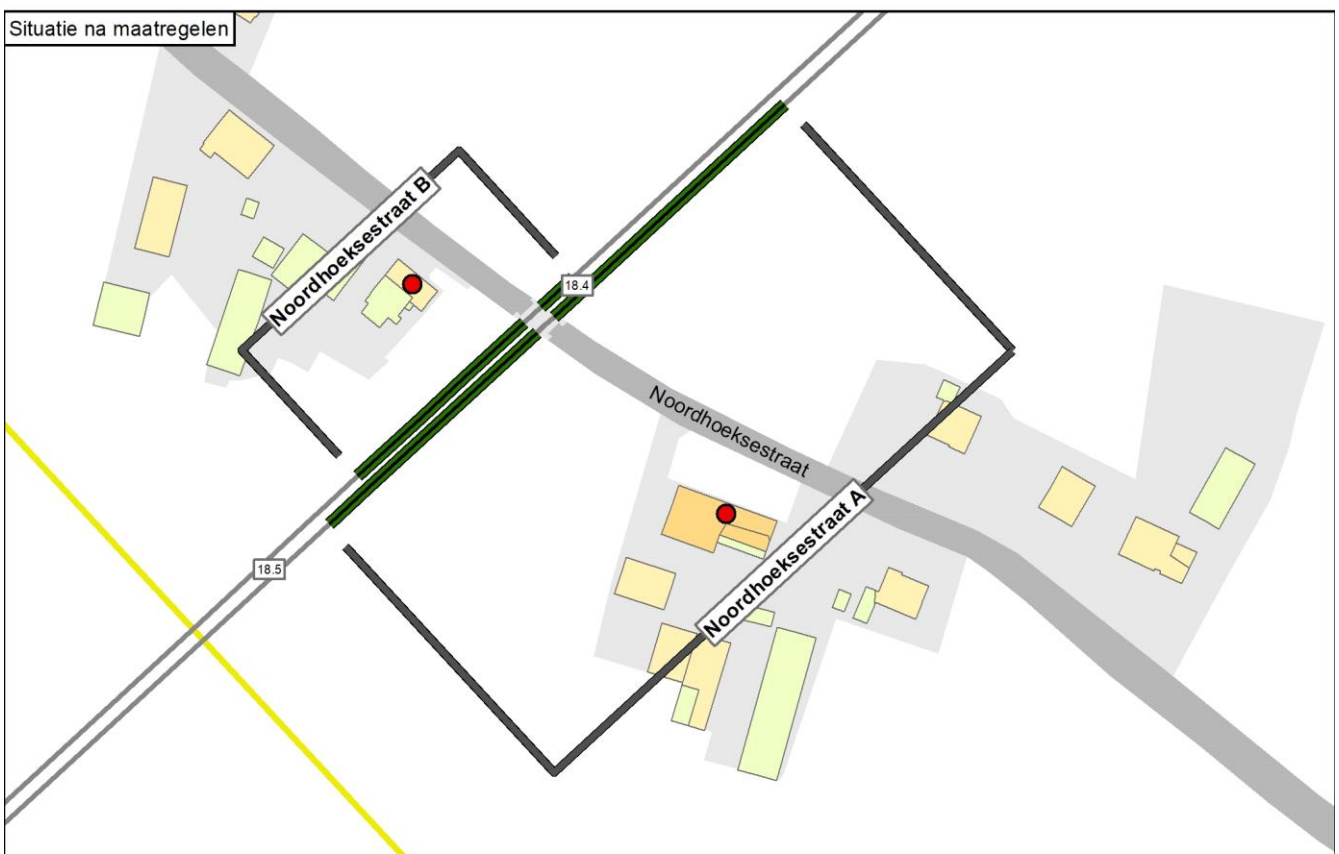 Situatie na maatregelen
Noordhoeksestraat B
18.4
Noordhoeksestraat
Noordhoeksestraat A
18.5